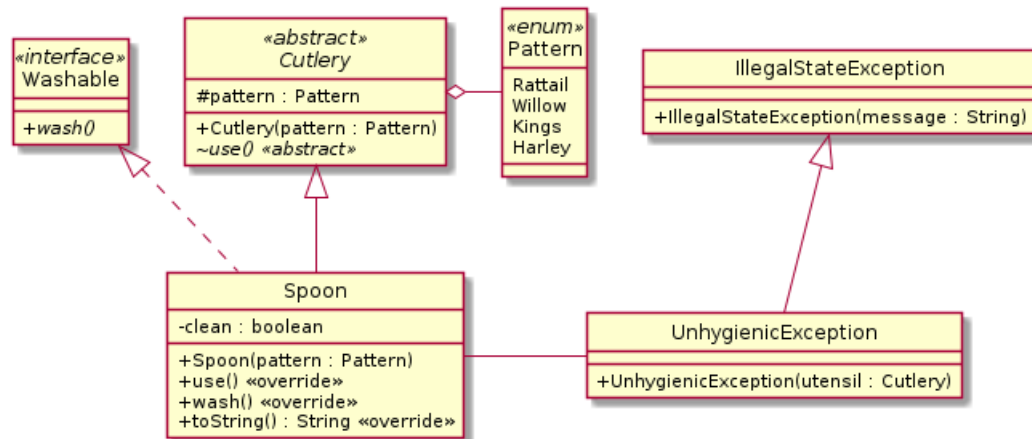 «interface»
Washable
+wash()
«abstract»
Cutlery
#pattern : Pattern
+Cutlery(pattern : Pattern)
~use() «abstract»
«enum»
Pattern
Rattail
Willow
Kings
Harley
IllegalStateException
+IllegalStateException(message : String)
Spoon
-clean : boolean
+Spoon(pattern : Pattern)
+use() «override»
+wash() «override»
+toString() : String «override»
UnhygienicException
+UnhygienicException(utensil : Cutlery)